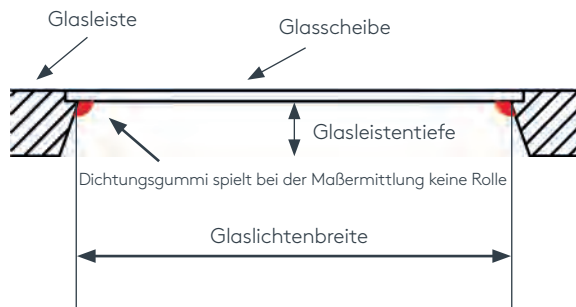 Glasleiste
Glasscheibe
Glasleistentiefe
Dichtungsgummi spielt bei der Maßermittlung keine Rolle
Glaslichtenbreite